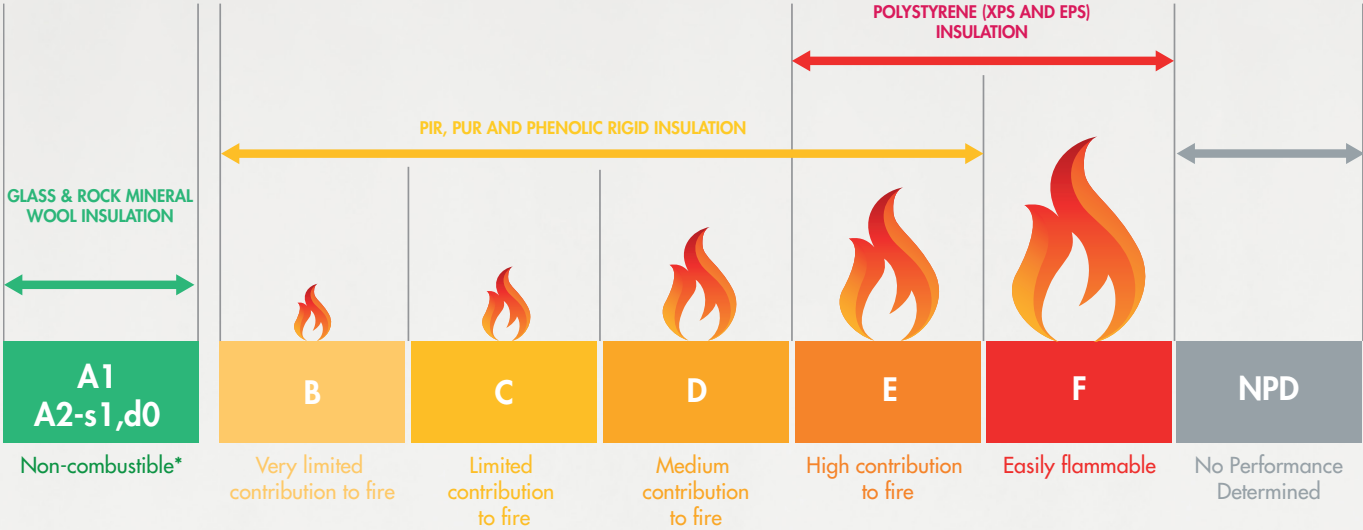 POLYSTYRENE (XPS AND EPS)
INSULATION
PIR, PUR AND PHENOLIC RIGID INSULATION
GLASS & ROCK MINERAL
WOOL INSULATION
A1
A2-s1,d0
B
C
D
E
F
NPD
Non-combustible*
Very limited
contribution to fire
Limited
contribution
to fire
Medium
contribution
to fire
High contribution
to fire
Easily flammable
No Performance
Determined